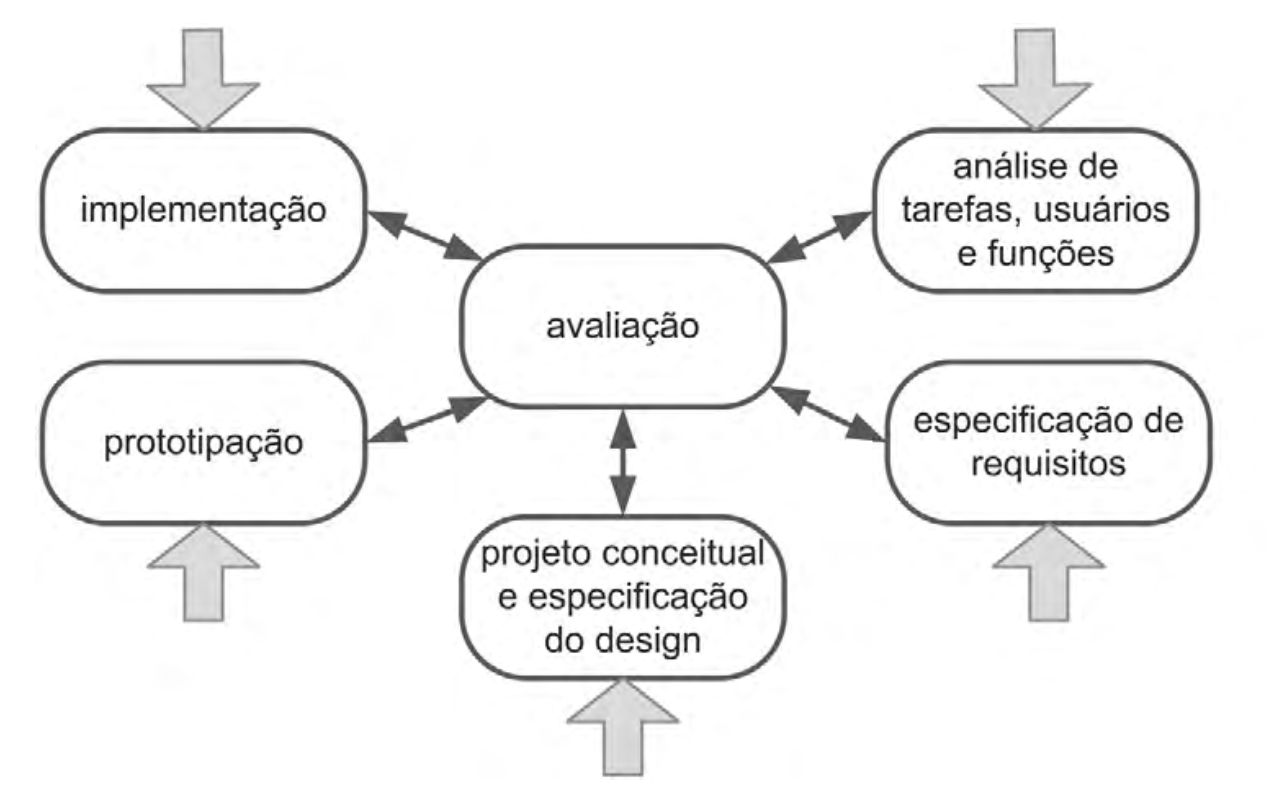 implementação
análise de
tarefas, usuários
e funções
avaliação
prototipação
especificação de
requisitos
projeto conceitual
e especificação
do design